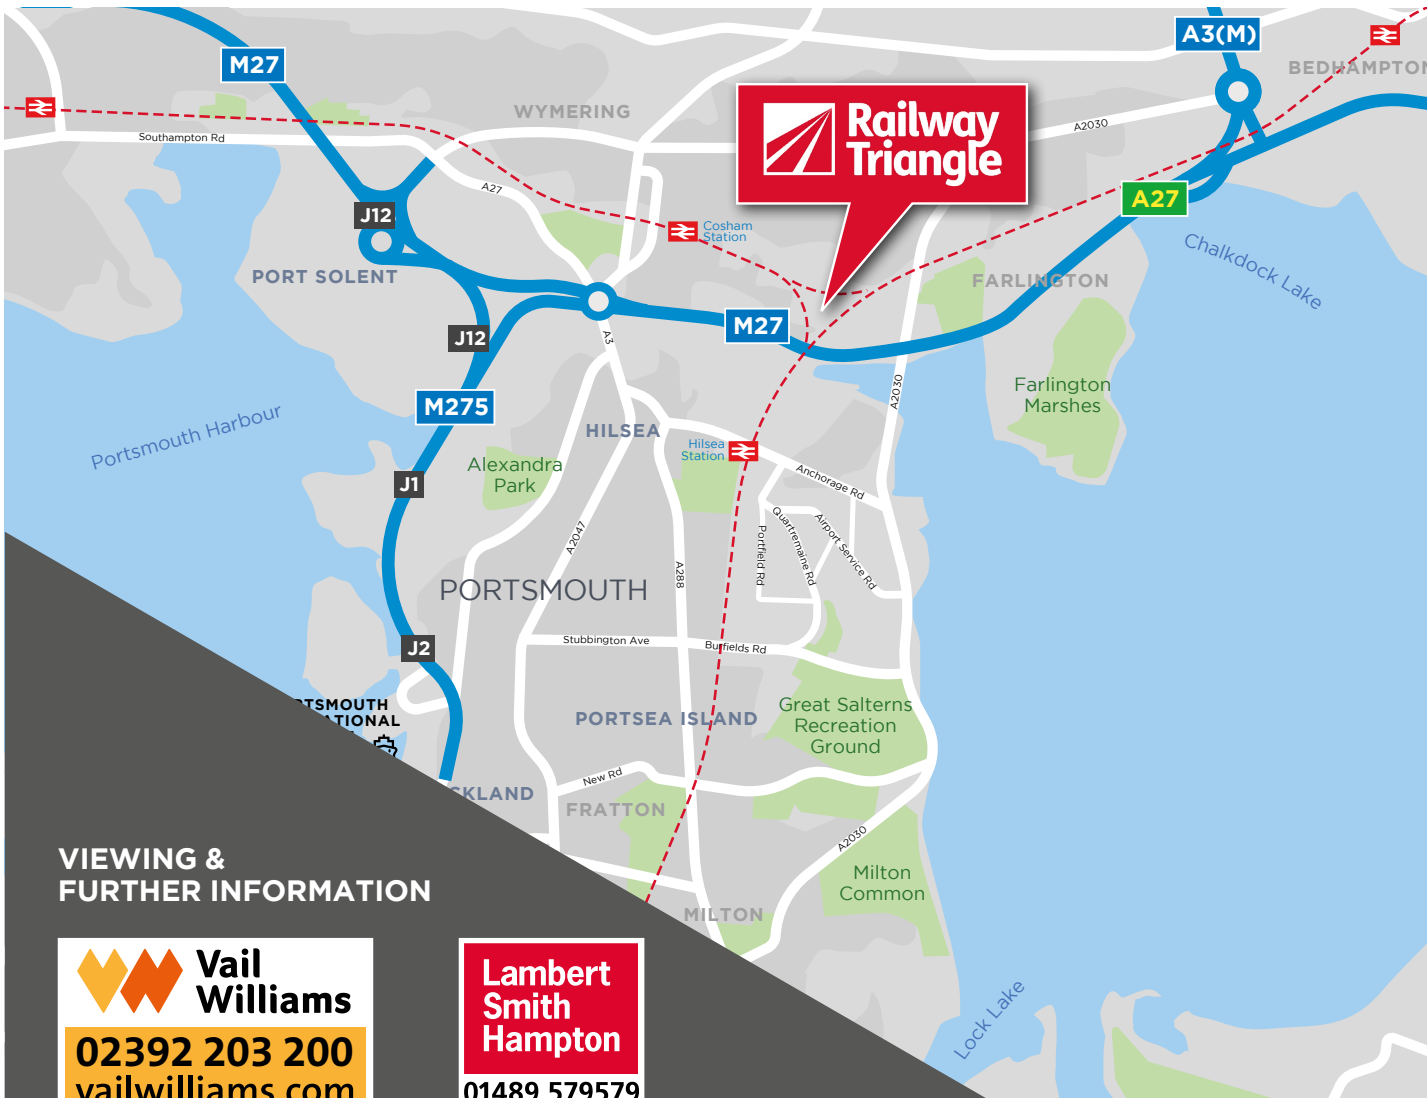 M27
A3(M)
BEDHAMPTON
WYMERING
Railway
Triangle
A2030
Southampton Rd
A27
A27
J12
Cosham
Station
Chalkdock Lake
PORT SOLENT
FARLINGTON
J12
A3
M27
M275
A2030
Farlington
Marshes
Portsmouth Harbour
HILSEA
Hilsea
Station
Alexandra
Park
Anchorage Rd
J1
A2047
Portfield Rd
Quartremaine Rd
Airport Service Rd
A288
PORTSMOUTH
Stubbington Ave
Burfields Rd
J2
TSMOUTH
ATIONAL
PORTSEA ISLAND
Great Salterns
Recreation
Ground
New Rd
CKLAND
FRATTON
A2030
Milton
Common
MILTON
Lock Lake
VIEWING &
FURTHER INFORMATION
Vail
Williams
02392 203 200
vailwilliams.com
Lambert
Smith
Hampton
01489 579579